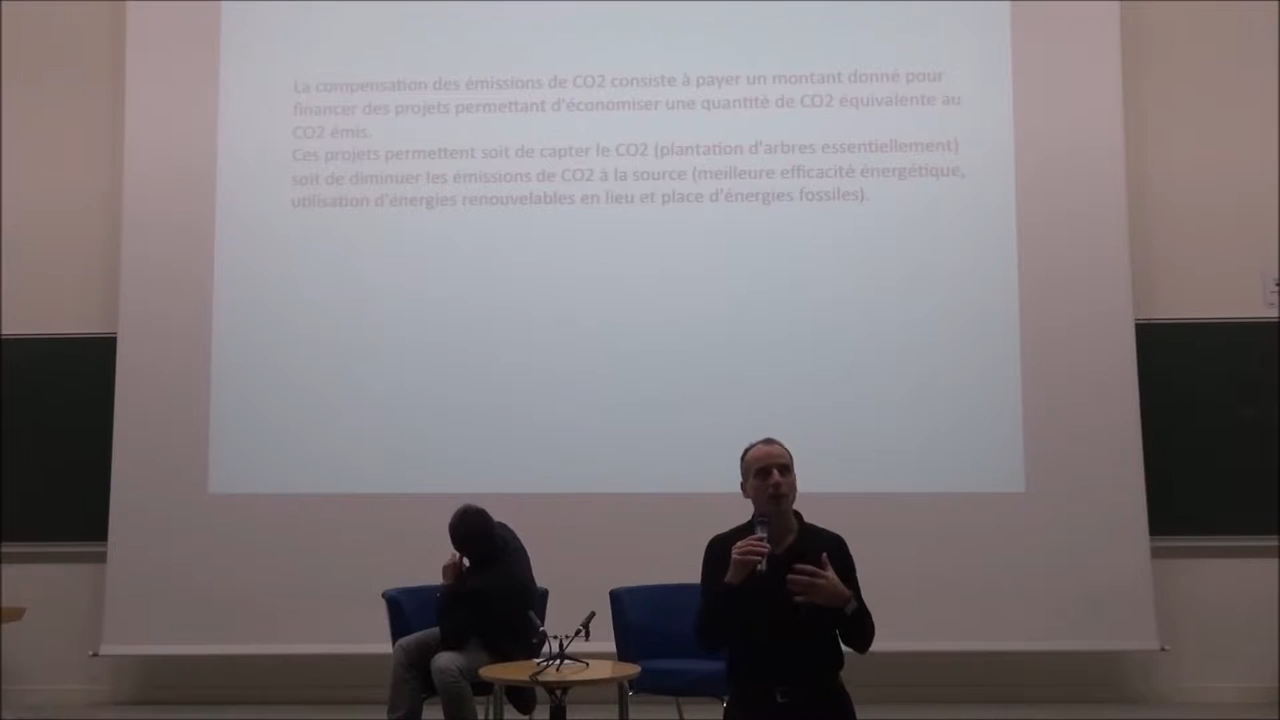 La compensation des émissions de CO2 consiste à payer un montant donné pour
financer des projets permettant d'économiser une quantité de CO2 équivalente au
CO2 émis.
Ces projets permettent soit de capter le CO2 (plantation d'arbres essentiellement)
soit de diminuer les émissions de CO2 à la source (meilleure efficacité énergétique,
utilisation d'énergies renouvelables en lieu et place d'énergies fossiles).